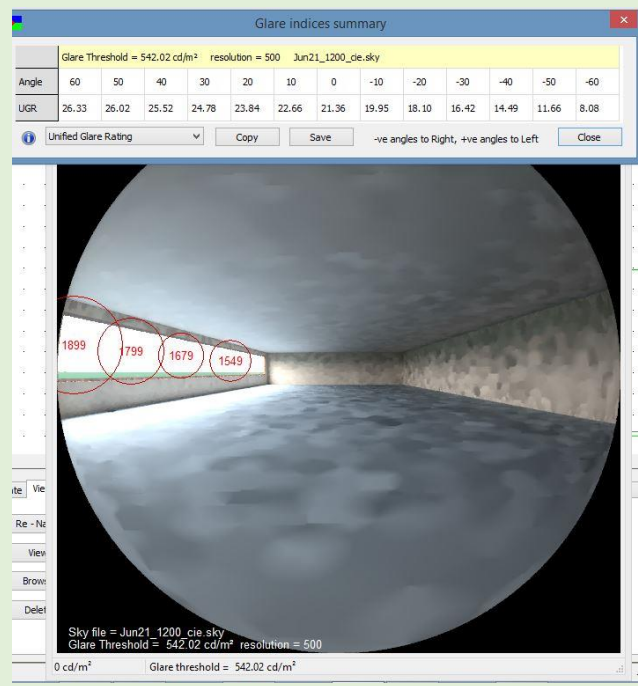 Glare indices summary
Glare Threshold = 542.02 cd/m² resolution = 500 Jun21_1200_cie.sky
Angle 60 50 40 30 20 10 0 -10 -20 -30 -40 -50 -60
UGR 26.33 26.02 25.52 24.78 23.84 22.66 21.36 19.95 18.10 16.42 14.49 11.66 8.08
Unified Glare Rating Copy Save -ve angles to Right, +ve angles to Left Close
1899 1799 1679 1549
Vie
Re - Na
View
Brows
Delet
Sky file = Jun21_1200_cie.sky
Glare Threshold = 542.02 cd/m² resolution = 500
0 cd/m² Glare threshold = 542.02 cd/m²